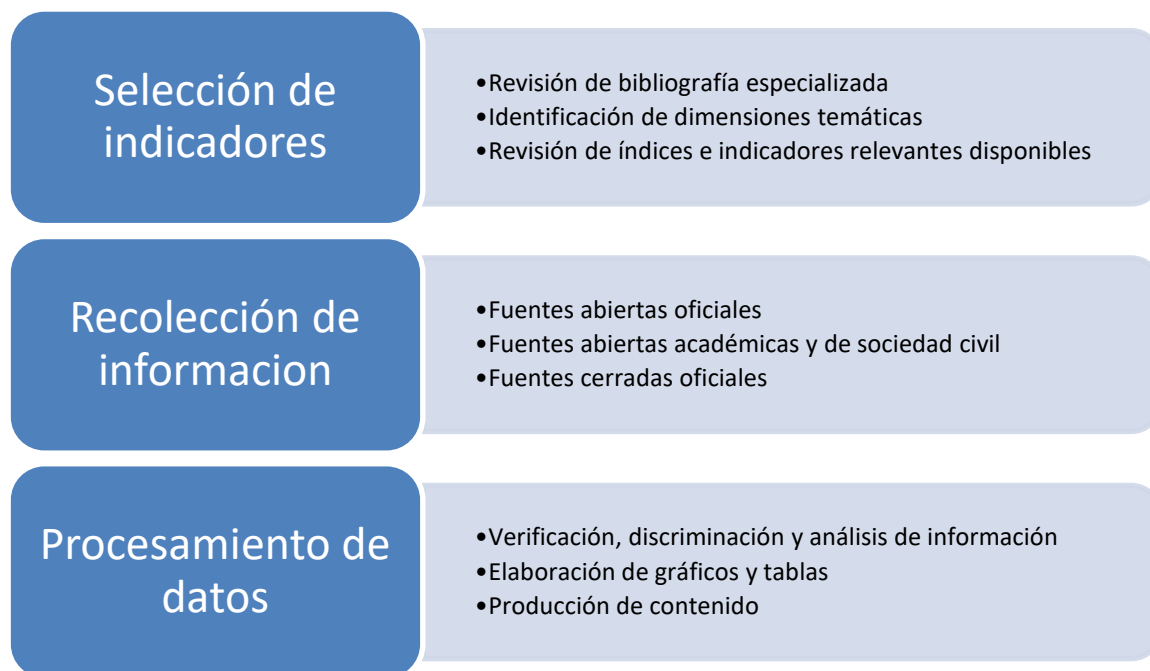 Selección de
indicadores
•Revisión de bibliografía especializada
•Identificación de dimensiones temáticas
•Revisión de índices e indicadores relevantes disponibles
Recolección de
informacion
•Fuentes abiertas oficiales
•Fuentes abiertas académicas y de sociedad civil
•Fuentes cerradas oficiales
Procesamiento de
datos
•Verificación, discriminación y análisis de información
•Elaboración de gráficos y tablas
•Producción de contenido